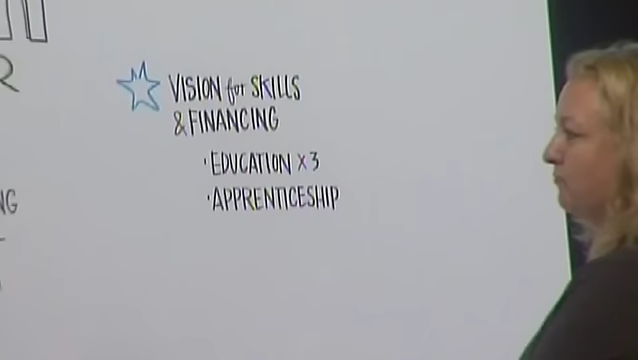 VISION for SKILLS
& FINANCING
· EDUCATION x 3
· APPRENTICESHIP